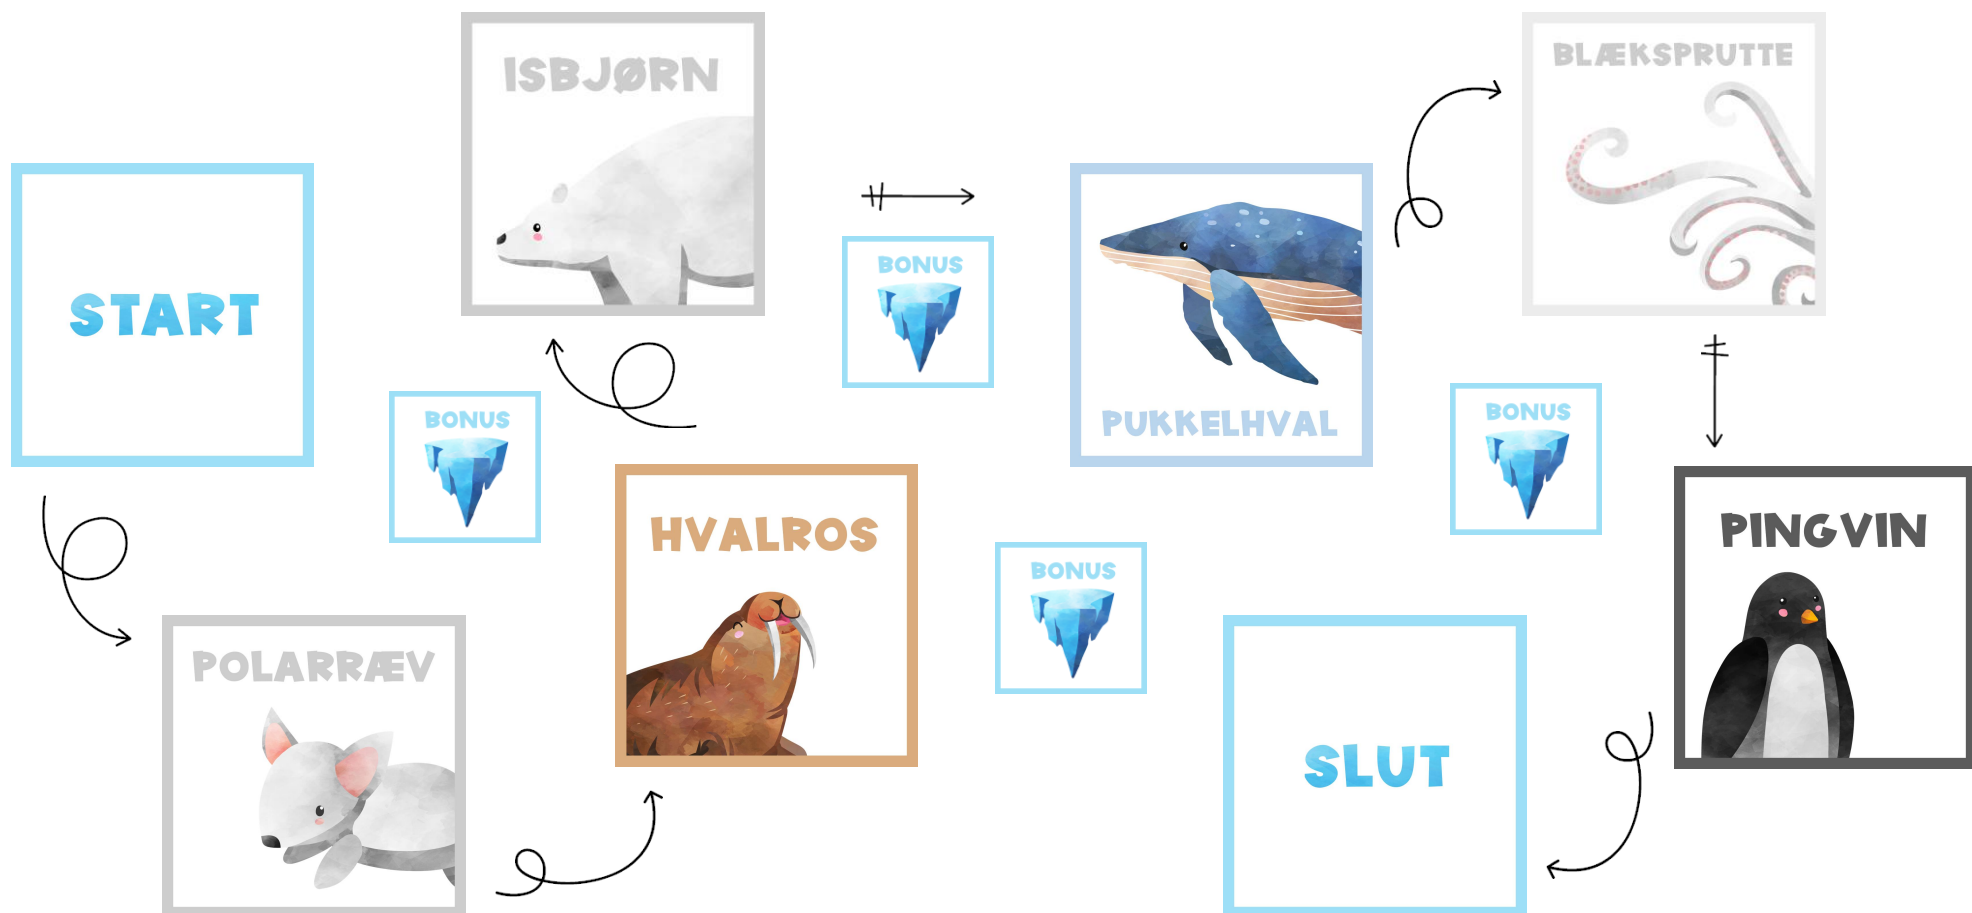 START
POLARRÆV
BONUS
HVALROS
ISBJØRN
BONUS
PUKKELHVAL
BONUS
BLÆKSPRUTTE
BONUS
PINGVIN
SLUT